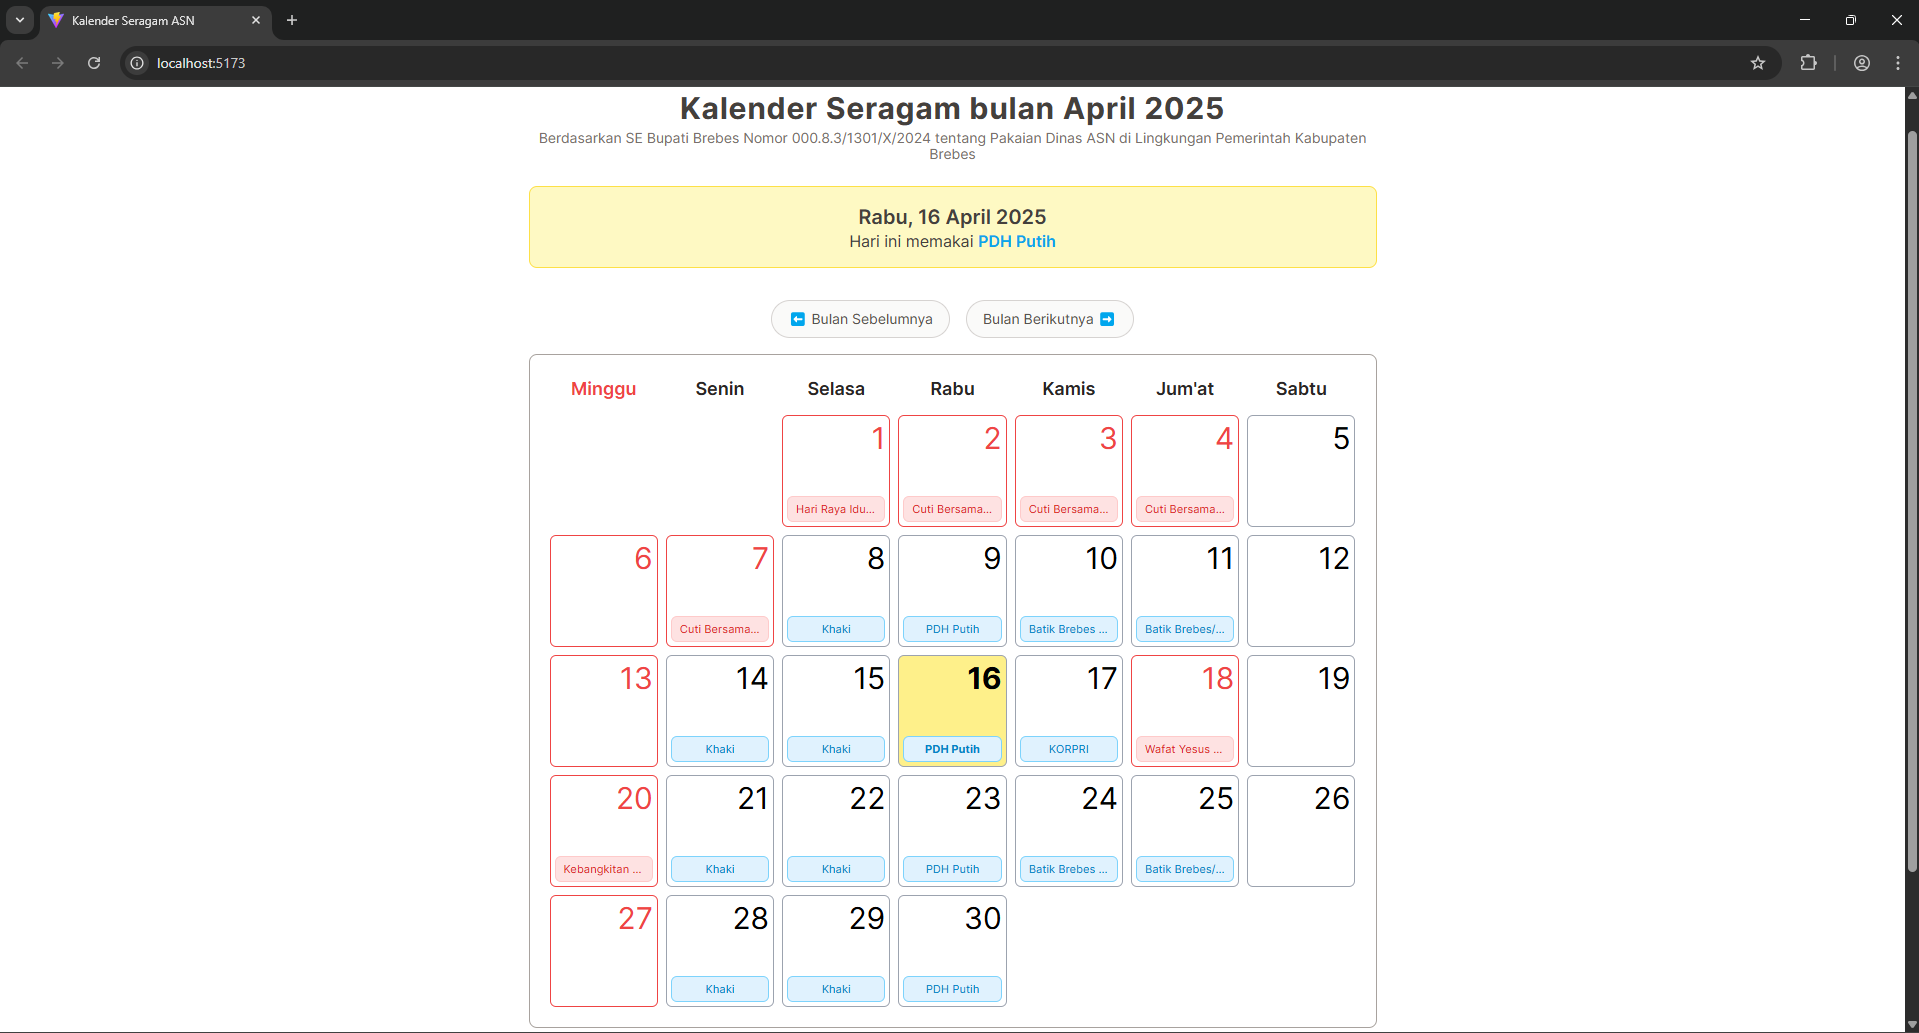 Kalender Seragam ASN
localhost:5173
Kalender Seragam bulan April 2025
Berdasarkan SE Bupati Brebes Nomor 000.8.3/1301/X/2024 tentang Pakaian Dinas ASN di Lingkungan Pemerintah Kabupaten
Brebes
Rabu, 16 April 2025
Hari ini memakai PDH Putih
Bulan Sebelumnya Bulan Berikutnya
Minggu Senin Selasa Rabu Kamis Jum'at Sabtu
1 2 3 4 5
Hari Raya Idu... Cuti Bersama... Cuti Bersama... Cuti Bersama...
6 7 8 9 10 11 12
Cuti Bersama... Khaki PDH Putih Batik Brebes ... Batik Brebes/...
13 14 15 16 17 18 19
Khaki Khaki PDH Putih KORPRI Wafat Yesus ...
20 21 22 23 24 25 26
Kebangkitan ... Khaki Khaki PDH Putih Batik Brebes ... Batik Brebes/...
27 28 29 30
Khaki Khaki PDH Putih